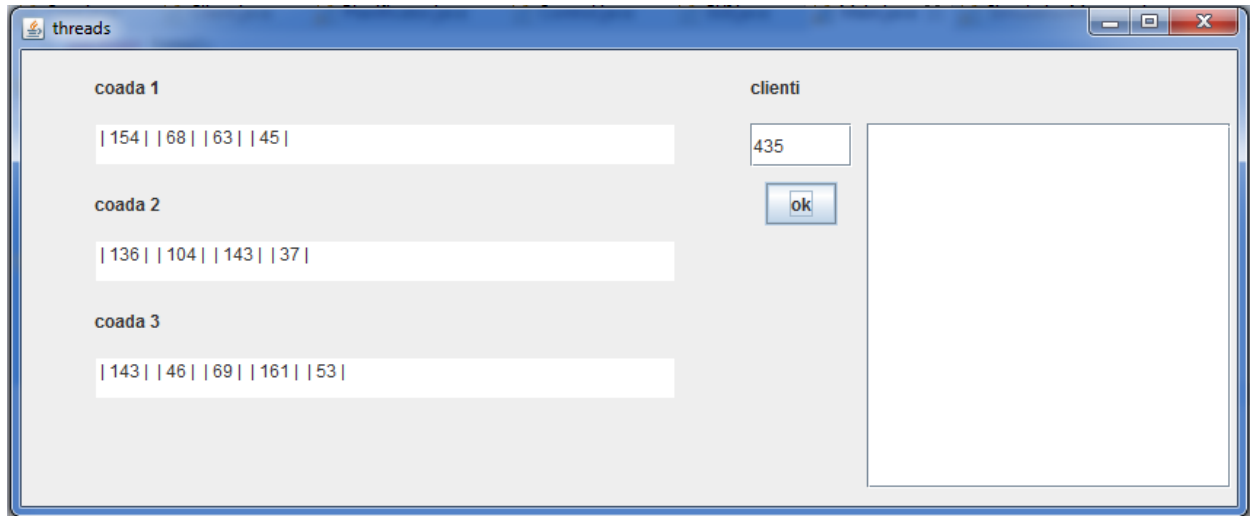 threads
coada 1
| 154 | | 68 | | 63 | | 45 |
coada 2
| 136 | | 104 | | 143 | | 37 |
coada 3
| 143 | | 46 | | 69 | | 161 | | 53 |
clienti
435
ok